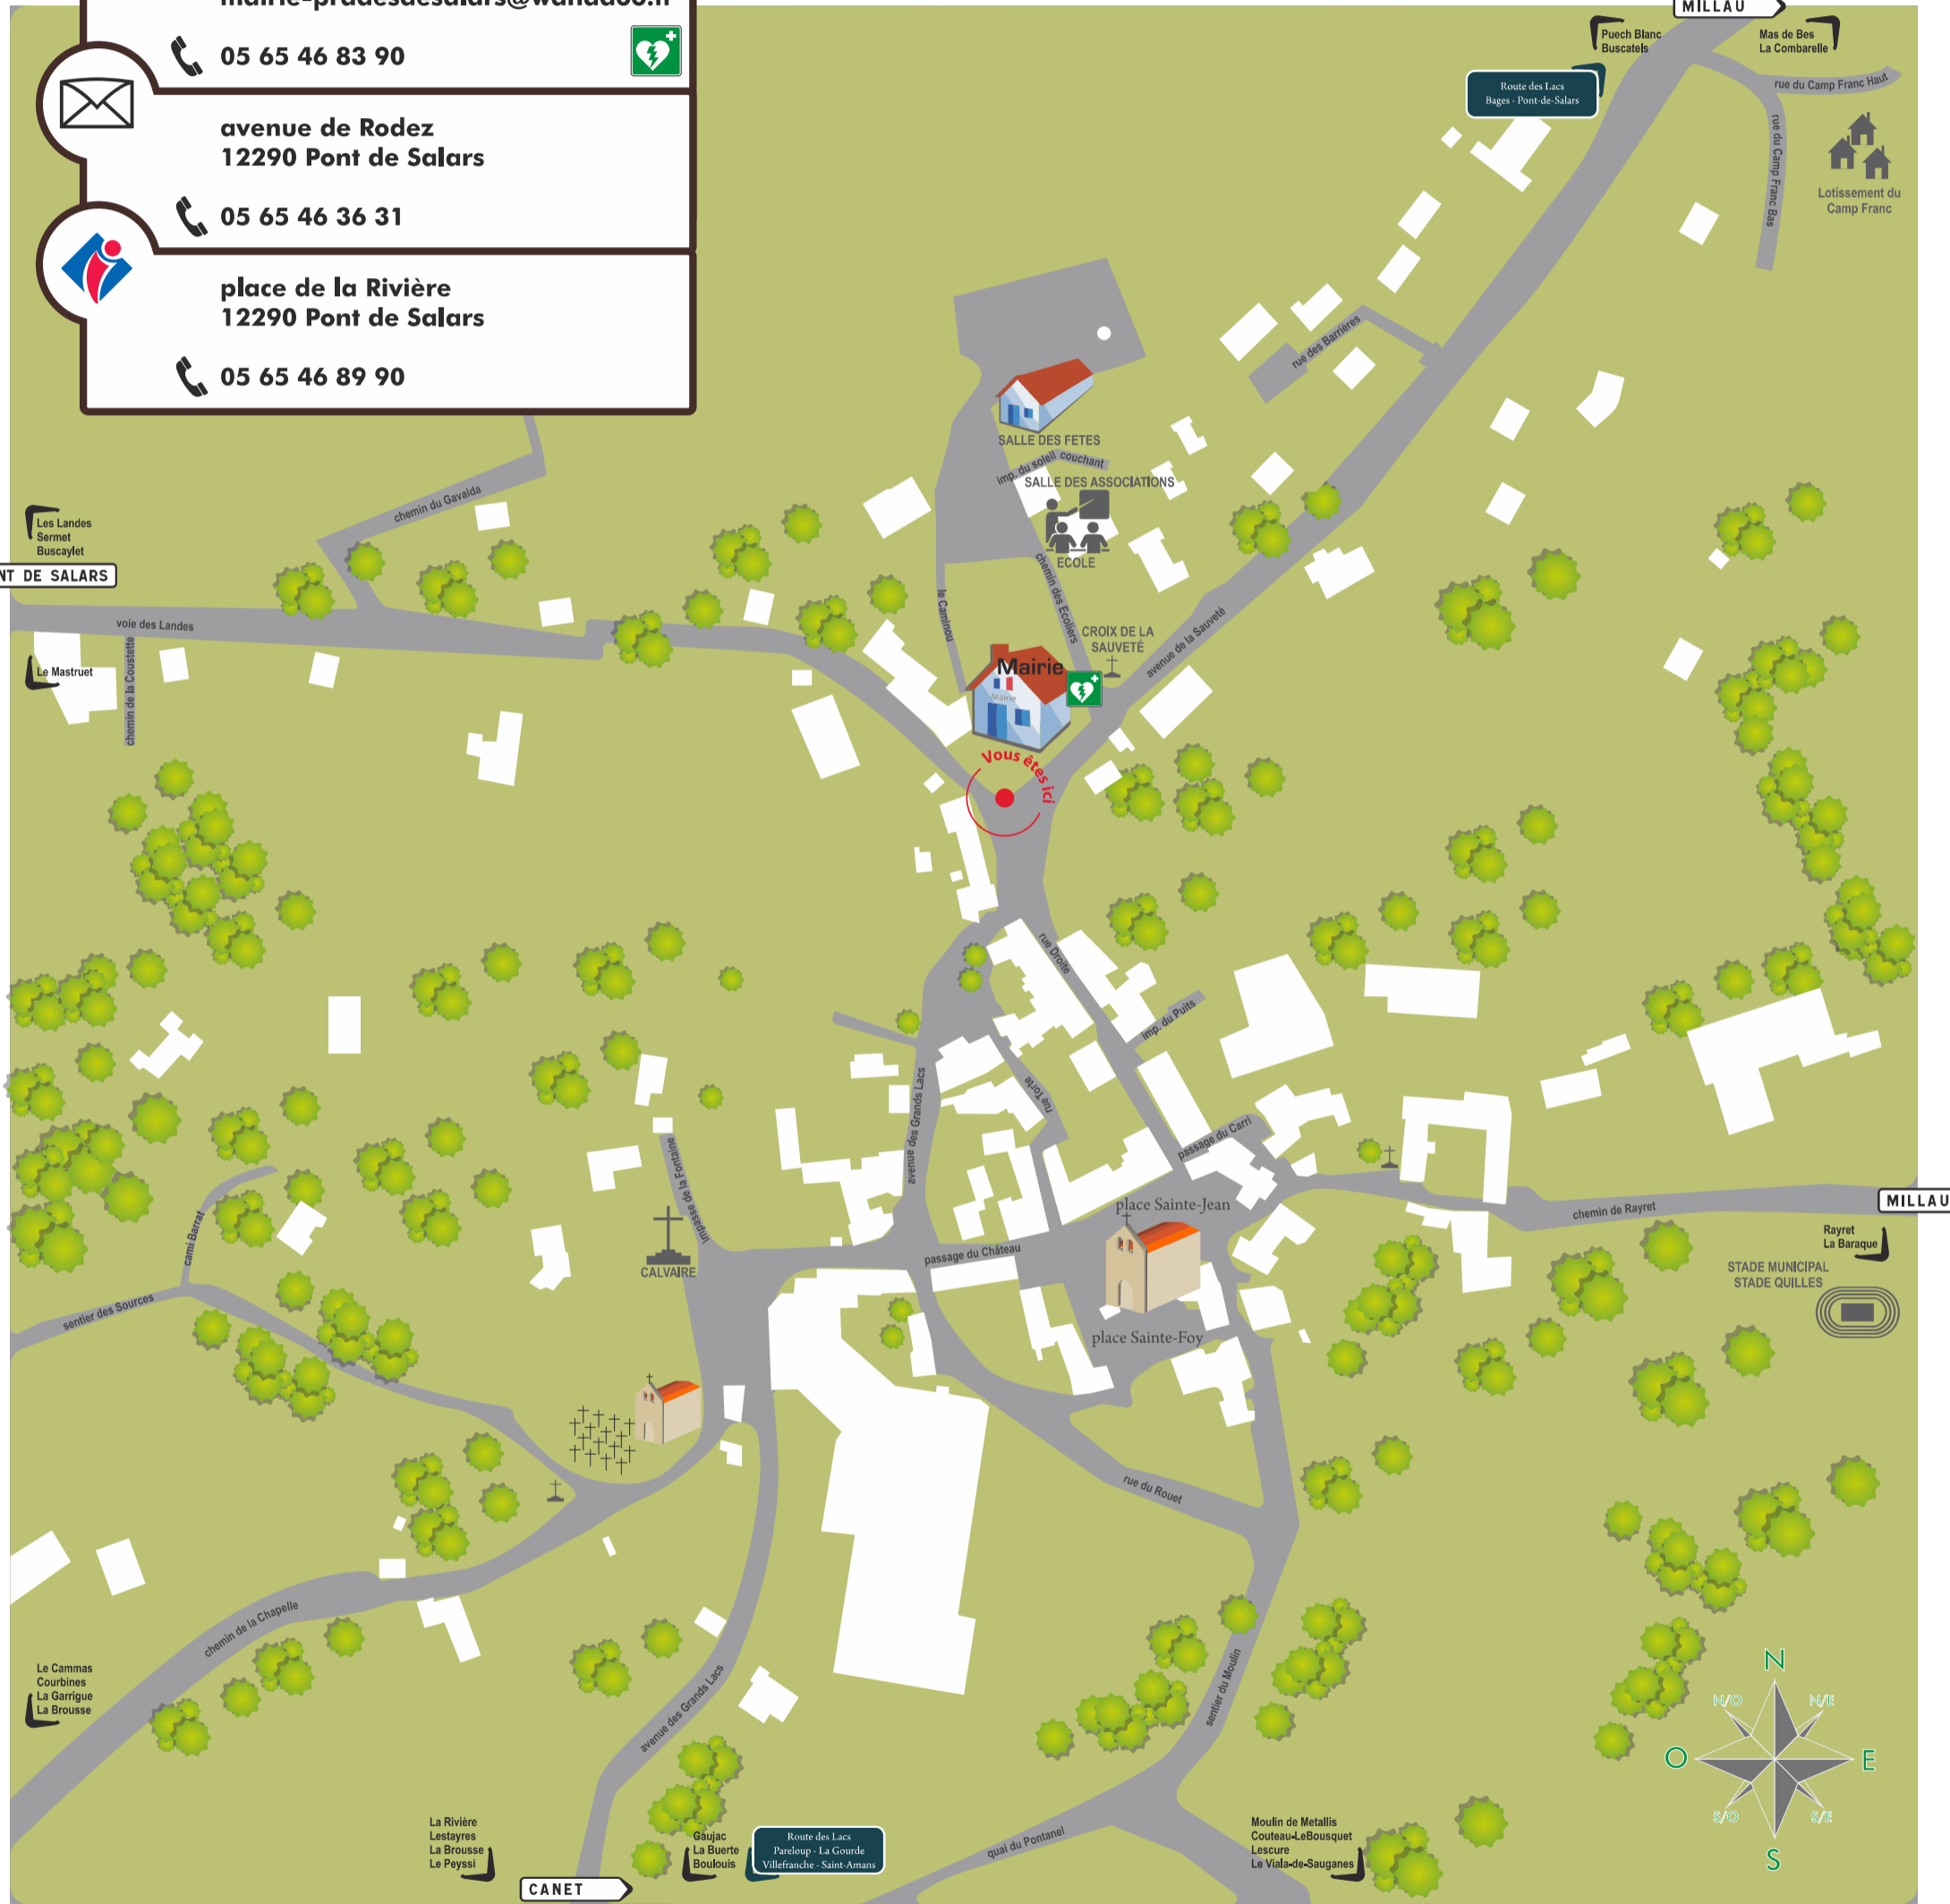 05 65 46 83 90
avenue de Rodez
12290 Pont de Salars
05 65 46 36 31
place de la Rivière
12290 Pont de Salars
05 65 46 89 90
MILLAU
Puech Blanc
Buscatels
Mas de Bes
La Combarelle
Route des Lacs
Bages - Pont-de-Salars
rue du Camp Franc Haut
rue du Camp Franc Bas
Lotissement du
Camp Franc
rue des Barrières
SALLE DES FETES
imp. du soleil couchant
SALLE DES ASSOCIATIONS
ECOLE
chemin du Gavalda
Les Landes
Sermet
Buscaylet
NT DE SALARS
voie des Landes
Le Mastruet
chemin de la Coustette
le Caminou
chemin des Ecoliers
CROIX DE LA
SAUVETÉ
avenue de la Sauveté
Mairie
Mairie
Vous êtes ici
rue Droite
imp. du Puits
rue Torte
avenue des Grands Lacs
passage du Carri
Impasse de la Fontaine
place Sainte-Jean
passage du Château
CALVAIRE
place Sainte-Foy
chemin de Rayret
MILLAU
Rayret
La Baraque
STADE MUNICIPAL
STADE QUILLES
cami Barrat
sentier des Sources
rue du Rouet
chemin de la Chapelle
Le Cammas
Courbines
La Garrigue
La Brousse
avenue des Grands Lacs
sentier du Moulin
quai du Pontanel
La Rivière
Lestayres
La Brousse
Le Peyssi
Gaujac
La Buerte
Boulouis
Route des Lacs
Pareloup - La Gourde
Villefranche - Saint-Amans
CANET
Moulin de Metallis
Couteau-LeBousquet
Lescure
Le Viala-de-Sauganes
N
N/O
N/E
O
E
S/O
S/E
S